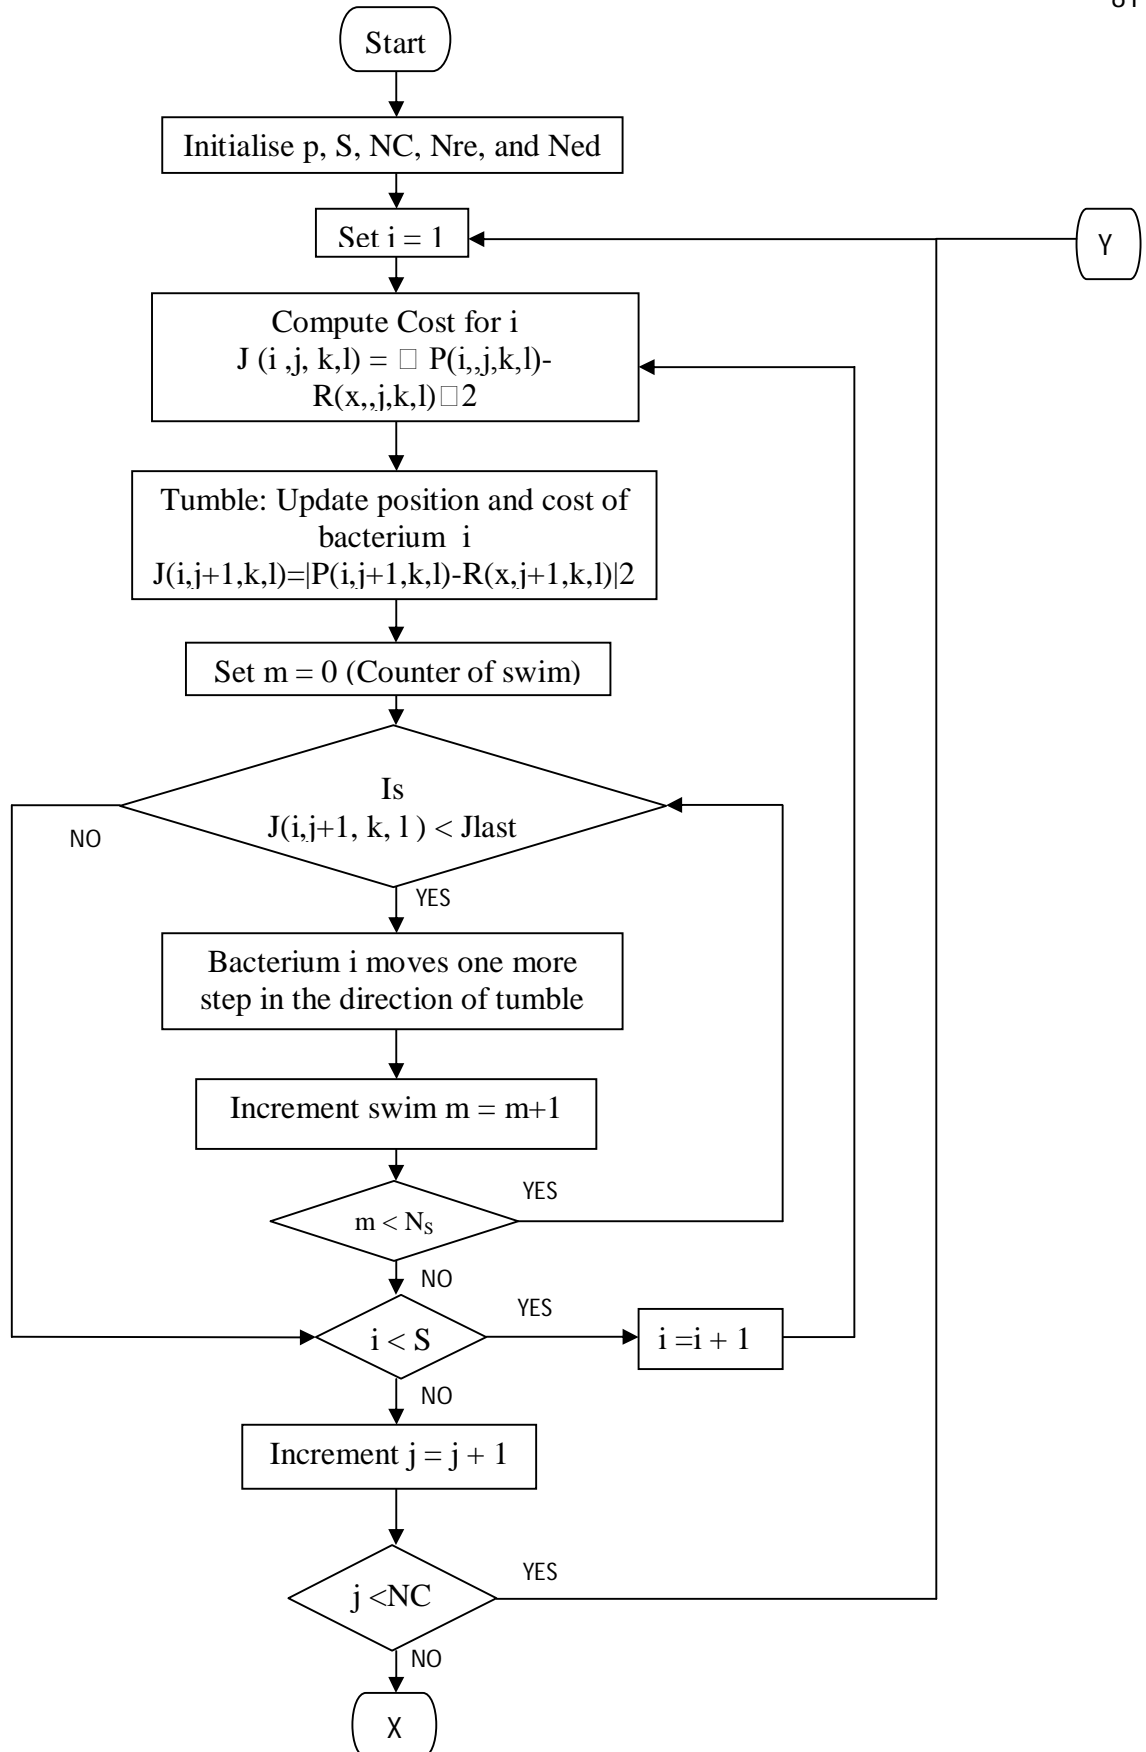 Start
Initialise p, S, NC, Nre, and Ned
Set i = 1
Y
Compute Cost for i
J (i ,j, k,l) = □ P(i,,j,k,l)-
R(x,,j,k,l)□2
Tumble: Update position and cost of
bacterium i
J(i,j+1,k,l)=|P(i,j+1,k,l)-R(x,j+1,k,l)|2
Set m = 0 (Counter of swim)
Is
J(i,j+1, k, l ) < Jlast
NO
YES
Bacterium i moves one more
step in the direction of tumble
Increment swim m = m+1
YES
m < NS
NO
YES
i < S
i =i + 1
NO
Increment j = j + 1
YES
j <NC
NO
X